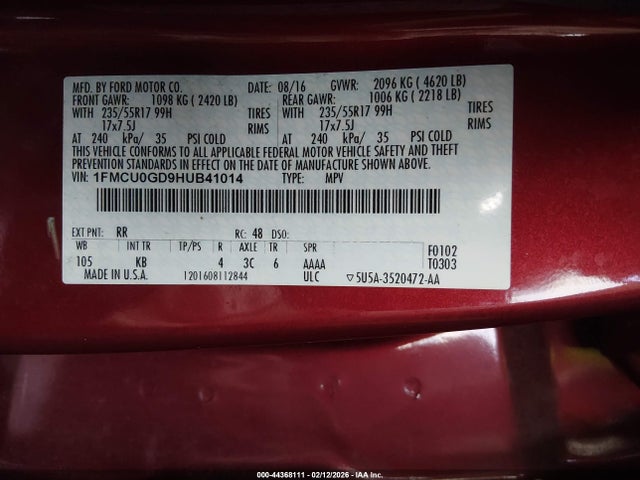 MFD. BY FORD MOTOR CO. DATE: 08/16 GVWR: 2096 KG (4620 LB)
FRONT GAWR: 1098 KG (2420 LB) REAR GAWR: 1006 KG (2218 LB)
WITH 235/55R17 99H TIRES WITH 235/55R17 99H TIRES
17x7.5J RIMS 17x7.5J RIMS
AT 240 kPa/ 35 PSI COLD AT 240 kPa/ 35 PSI COLD
THIS VEHICLE CONFORMS TO ALL APPLICABLE FEDERAL MOTOR VEHICLE SAFETY AND THEFT
PREVENTION STANDARDS IN EFFECT ON THE DATE OF MANUFACTURE SHOWN ABOVE.
VIN: 1FMCU0GD9HUB41014 TYPE: MPV
EXT PNT: RR RC: 48 DSO:
WB INT TR TP/PS R AXLE TR SPR F0102
105 KB 4 3C 6 AAAA T0303
MADE IN U.S.A. 1201608112844 ULC ▽5U5A-3520472-AA
000-44368111 - 02/12/2026 - IAA Inc.